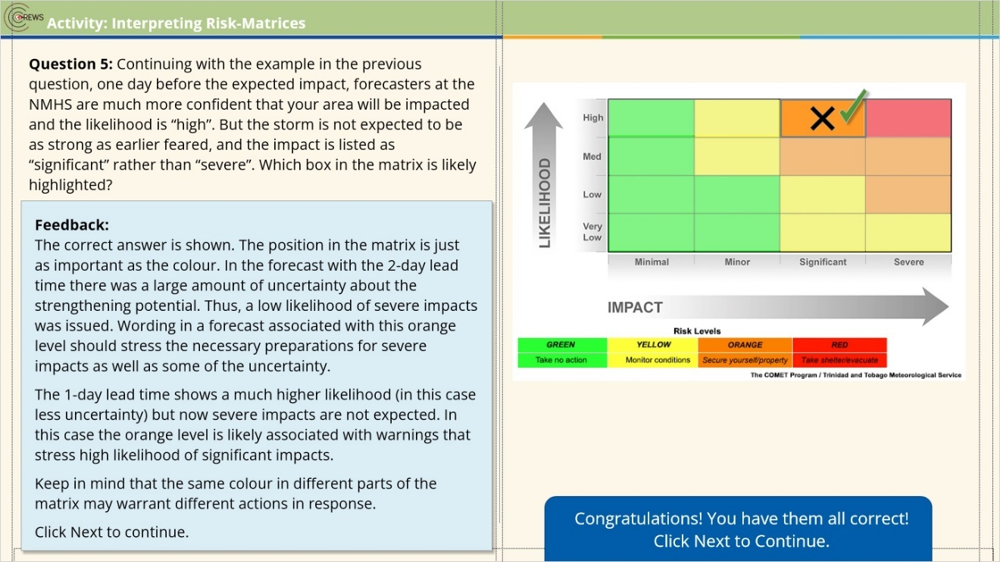 CREWS
Activity: Interpreting Risk-Matrices
Question 5: Continuing with the example in the previous
question, one day before the expected impact, forecasters at the
NMHS are much more confident that your area will be impacted
and the likelihood is “high”. But the storm is not expected to be
as strong as earlier feared, and the impact is listed as
“significant” rather than “severe”. Which box in the matrix is likely
highlighted?
Feedback:
The correct answer is shown. The position in the matrix is just
as important as the colour. In the forecast with the 2-day lead
time there was a large amount of uncertainty about the
strengthening potential. Thus, a low likelihood of severe impacts
was issued. Wording in a forecast associated with this orange
level should stress the necessary preparations for severe
impacts as well as some of the uncertainty.
The 1-day lead time shows a much higher likelihood (in this case
less uncertainty) but now severe impacts are not expected. In
this case the orange level is likely associated with warnings that
stress high likelihood of significant impacts.
Keep in mind that the same colour in different parts of the
matrix may warrant different actions in response.
Click Next to continue.
LIKELIHOOD
High
Med
Low
Very
Low
Minimal Minor Significant Severe
IMPACT
Risk Levels
GREEN YELLOW ORANGE RED
Take no action Monitor conditions Secure yourself/property Take shelter/evacuate
The COMET Program / Trinidad and Tobago Meteorological Service
Congratulations! You have them all correct!
Click Next to Continue.